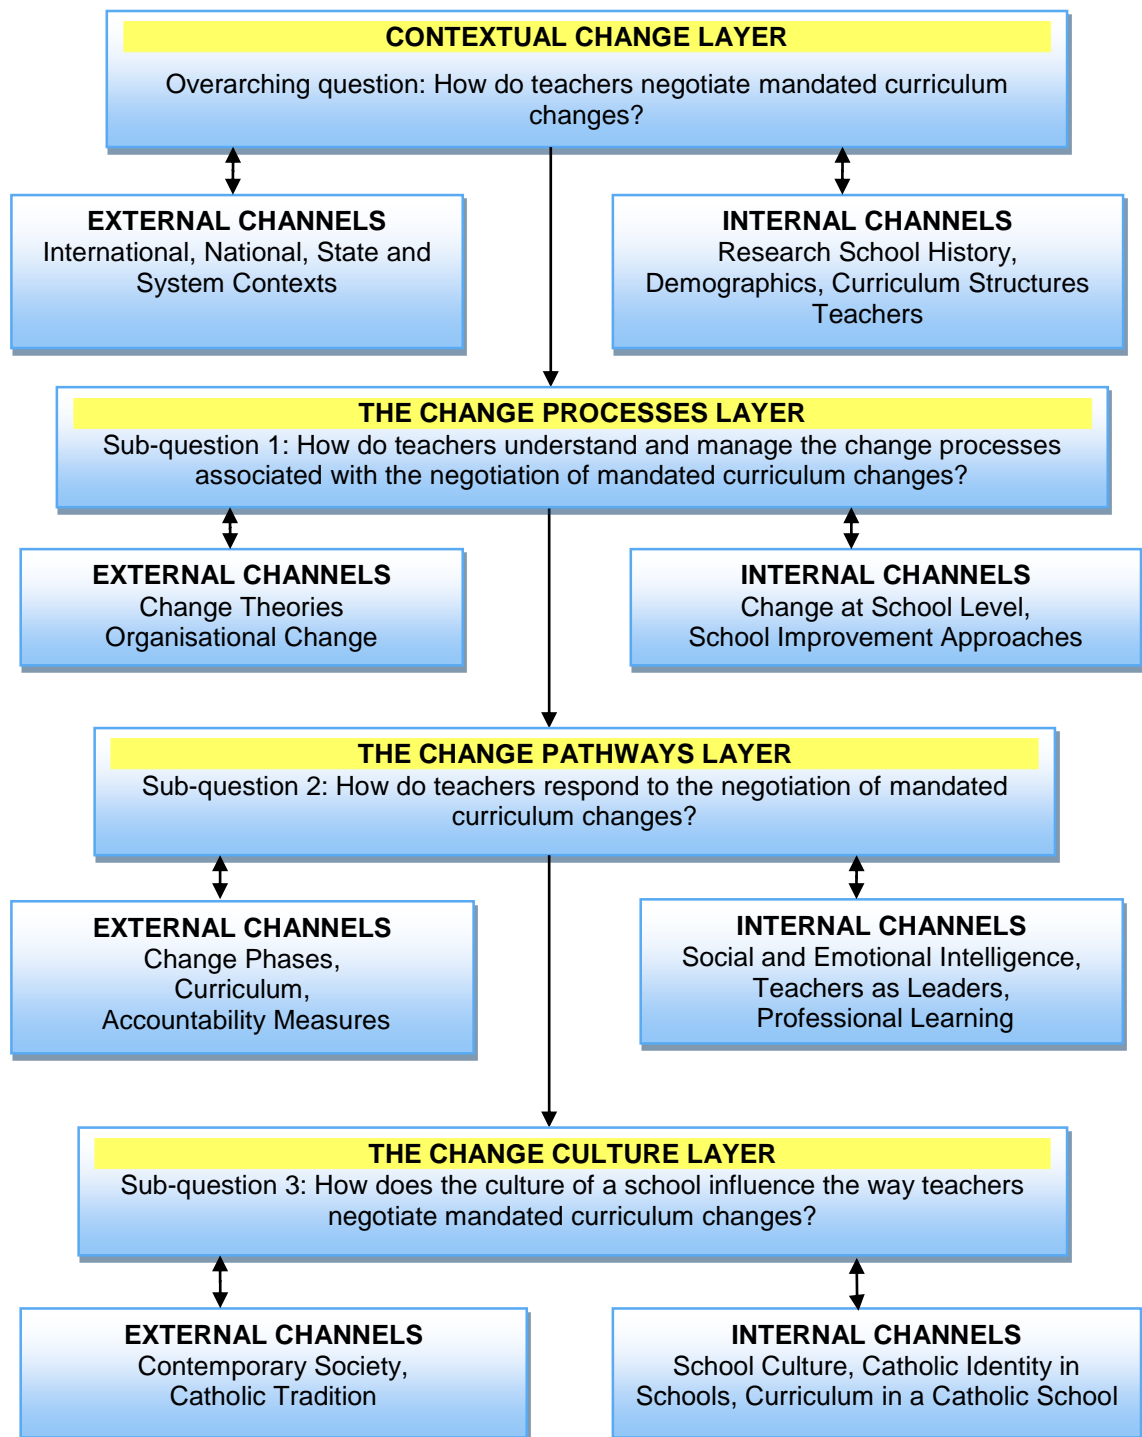 CONTEXTUAL CHANGE LAYER
Overarching question: How do teachers negotiate mandated curriculum
changes?
EXTERNAL CHANNELS
International, National, State and
System Contexts
INTERNAL CHANNELS
Research School History,
Demographics, Curriculum Structures
Teachers
THE CHANGE PROCESSES LAYER
Sub-question 1: How do teachers understand and manage the change processes
associated with the negotiation of mandated curriculum changes?
EXTERNAL CHANNELS
Change Theories
Organisational Change
INTERNAL CHANNELS
Change at School Level,
School Improvement Approaches
THE CHANGE PATHWAYS LAYER
Sub-question 2: How do teachers respond to the negotiation of mandated
curriculum changes?
EXTERNAL CHANNELS
Change Phases,
Curriculum,
Accountability Measures
INTERNAL CHANNELS
Social and Emotional Intelligence,
Teachers as Leaders,
Professional Learning
THE CHANGE CULTURE LAYER
Sub-question 3: How does the culture of a school influence the way teachers
negotiate mandated curriculum changes?
EXTERNAL CHANNELS
Contemporary Society,
Catholic Tradition
INTERNAL CHANNELS
School Culture, Catholic Identity in
Schools, Curriculum in a Catholic School